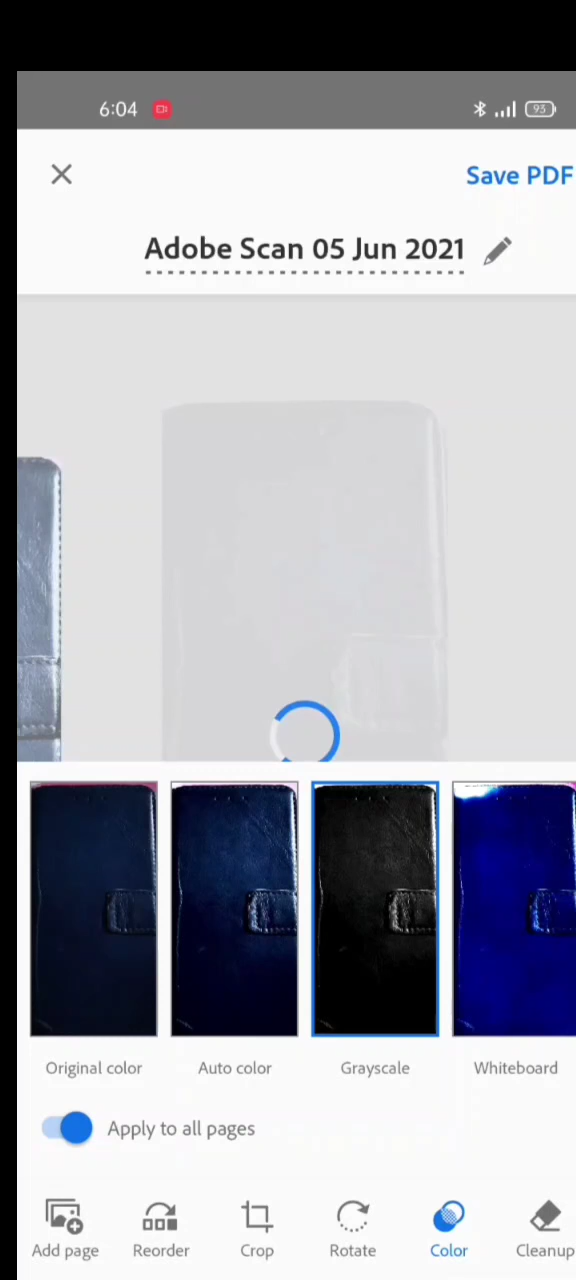 6:04 93
Save PDF
Adobe Scan 05 Jun 2021
Original color Auto color Grayscale Whiteboard
Apply to all pages
Add page Reorder Crop Rotate Color Cleanup